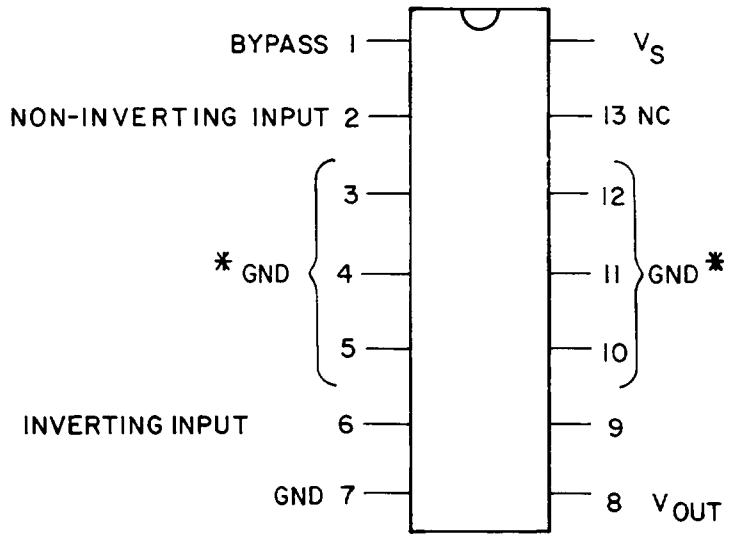 BYPASS 1 V_S
NON-INVERTING INPUT 2 13 NC
3 12
* GND 4 11 GND *
5 10
INVERTING INPUT 6 9
GND 7 8 V_OUT